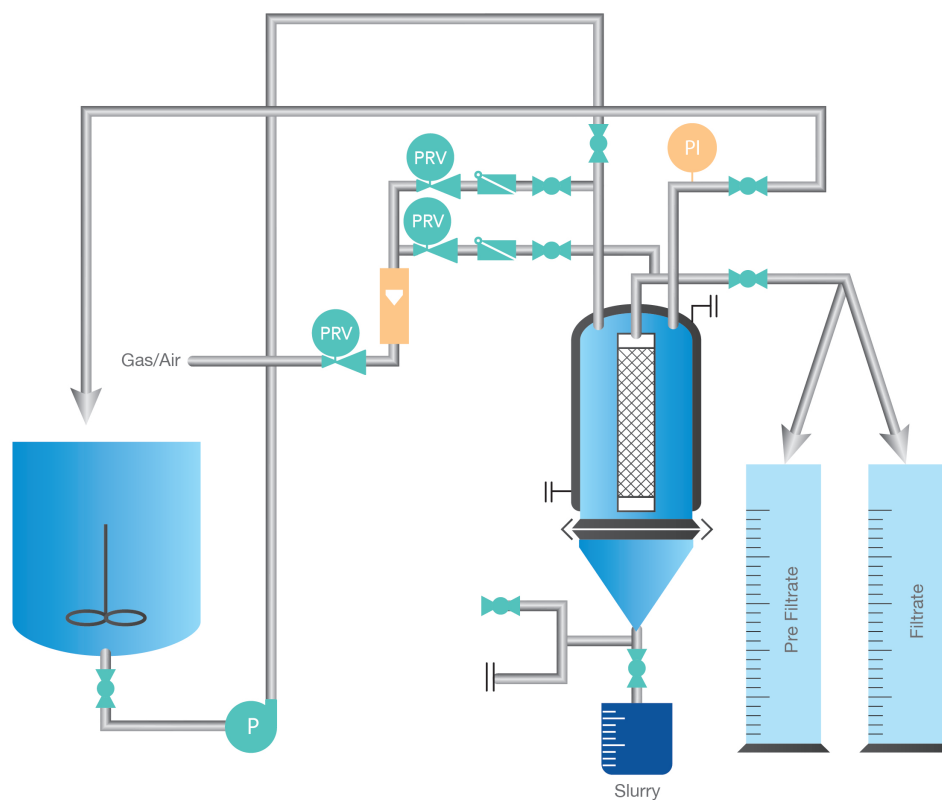 PRV
PI
PRV
PRV
Gas/Air
Pre Filtrate
Filtrate
P
Slurry